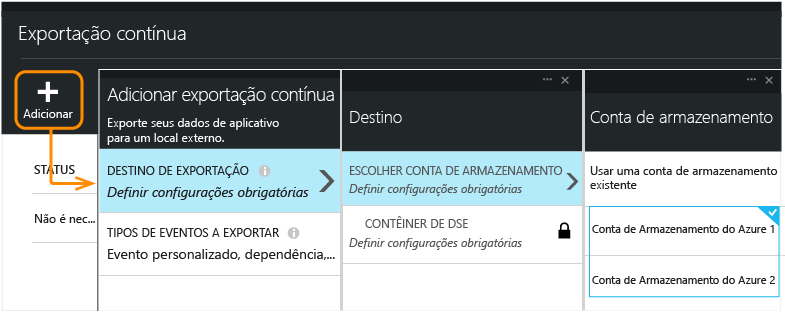 Exportação contínua
Adicionar
STATUS
Não é nec...
Adicionar exportação contínua
Exporte seus dados de aplicativo
para um local externo.
DESTINO DE EXPORTAÇÃO
Definir configurações obrigatórias
TIPOS DE EVENTOS A EXPORTAR
Evento personalizado, dependência,...
Destino
ESCOLHER CONTA DE ARMAZENAMENTO
Definir configurações obrigatórias
CONTÊINER DE DSE
Definir configurações obrigatórias
Conta de armazenamento
Usar uma conta de armazenamento
existente
Conta de Armazenamento do Azure 1
Conta de Armazenamento do Azure 2